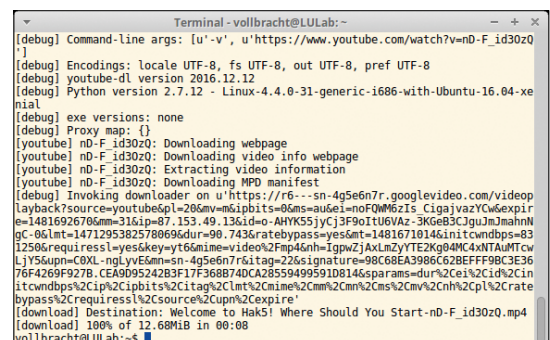 Terminal - vollbracht@LULab: ~
[debug] Command-line args: [u'-v', u'https://www.youtube.com/watch?v=nD-F_id3OzQ
']
[debug] Encodings: locale UTF-8, fs UTF-8, out UTF-8, pref UTF-8
[debug] youtube-dl version 2016.12.12
[debug] Python version 2.7.12 - Linux-4.4.0-31-generic-i686-with-Ubuntu-16.04-xe
nial
[debug] exe versions: none
[debug] Proxy map: {}
[youtube] nD-F_id3OzQ: Downloading webpage
[youtube] nD-F_id3OzQ: Downloading video info webpage
[youtube] nD-F_id3OzQ: Extracting video information
[youtube] nD-F_id3OzQ: Downloading MPD manifest
[debug] Invoking downloader on u'https://r6---sn-4g5e6n7r.googlevideo.com/videop
layback?source=youtube&pl=20&mv=m&ipbits=0&ms=au&ei=noFQWM6zIs_CigajvazYCw&expir
e=1481692670&mm=31&ip=87.153.49.13&id=o-AHYK55jyCj3F9oItU6VAz-3KGeB3CJguJmJmahnN
gC-0&lmt=1471295382578069&dur=90.743&ratebypass=yes&mt=1481671014&initcwndbps=83
1250&requiressl=yes&key=yt6&mime=video%2Fmp4&nh=IgpwZjAxLmZyYTE2Kg04MC4xNTAuMTcw
LjY5&upn=C0XL-ngLyvE&mn=sn-4g5e6n7r&itag=22&signature=98C68EA3986C62BEFFF9BC3E36
76F4269F927B.CEA9D95242B3F17F368B74DCA28559499591D814&sparams=dur%2Cei%2Cid%2Cin
itcwndbps%2Cip%2Cipbits%2Citag%2Clmt%2Cmime%2Cmm%2Cmn%2Cms%2Cmv%2Cnh%2Cpl%2Crate
bypass%2Crequiressl%2Csource%2Cupn%2Cexpire'
[download] Destination: Welcome to Hak5! Where Should You Start-nD-F_id3OzQ.mp4
[download] 100% of 12.68MiB in 00:08
vollbracht@LULab:~$